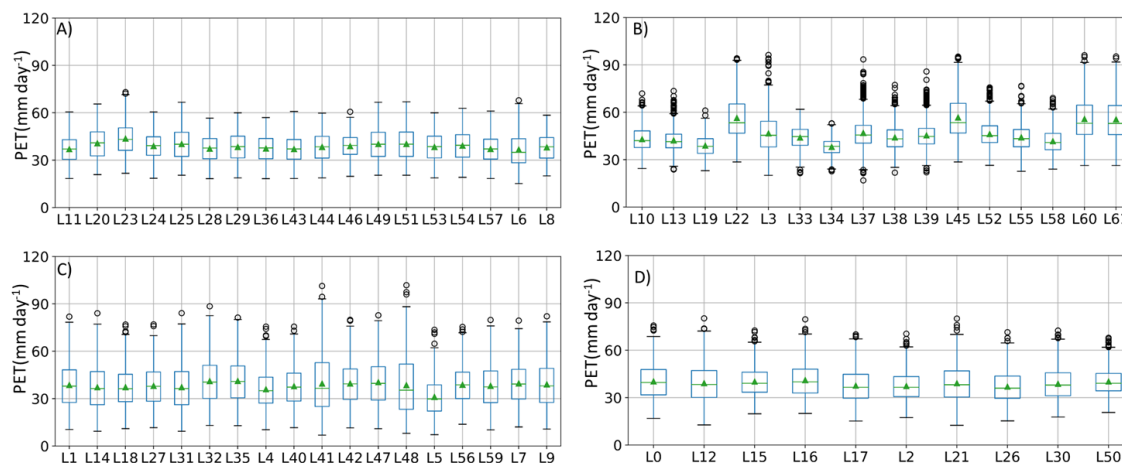 A)
PET(mm day-1)
120
90
60
30
0
L11 L20 L23 L24 L25 L28 L29 L36 L43 L44 L46 L49 L51 L53 L54 L57 L6 L8
B)
PET(mm day-1)
120
90
60
30
0
L10 L13 L19 L22 L3 L33 L34 L37 L38 L39 L45 L52 L55 L58 L60 L61
C)
PET(mm day-1)
120
90
60
30
0
L1 L14 L18 L27 L31 L32 L35 L4 L40 L41 L42 L47 L48 L5 L56 L59 L7 L9
D)
PET(mm day-1)
120
90
60
30
0
L0 L12 L15 L16 L17 L2 L21 L26 L30 L50